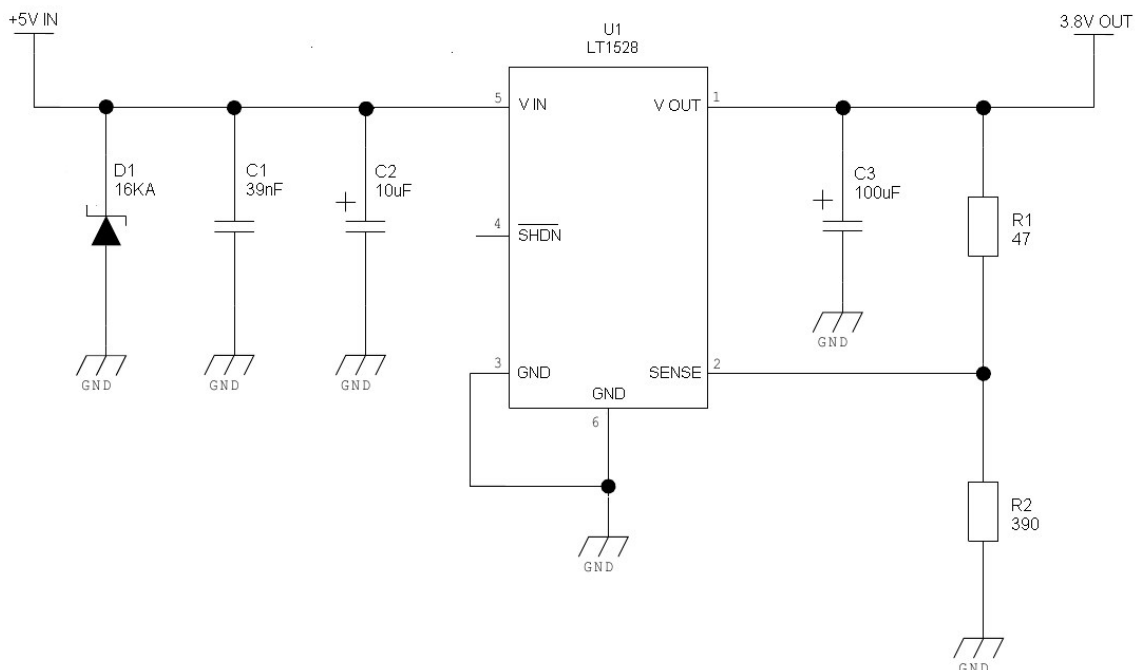 +5V IN
3.8V OUT
U1
LT1528
5
V IN
V OUT
1
D1
16KA
C1
39nF
C2
10uF
+
C3
100uF
+
4
SHDN
R1
47
3
GND
SENSE
2
GND
6
GND
GND
GND
GND
R2
390
GND
GND